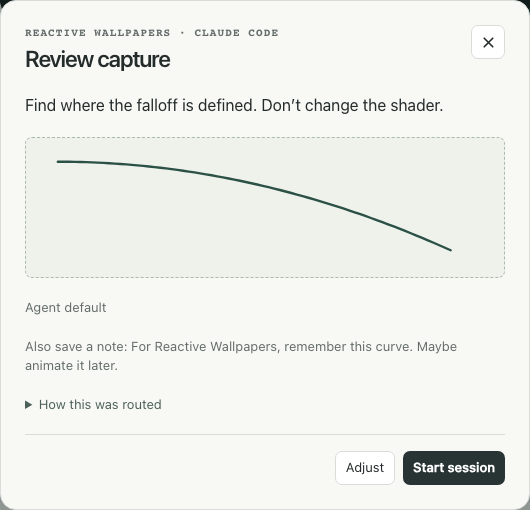 REACTIVE WALLPAPERS · CLAUDE CODE
Review capture
Find where the falloff is defined. Don’t change the shader.
Agent default
Also save a note: For Reactive Wallpapers, remember this curve. Maybe
animate it later.
How this was routed
Adjust
Start session